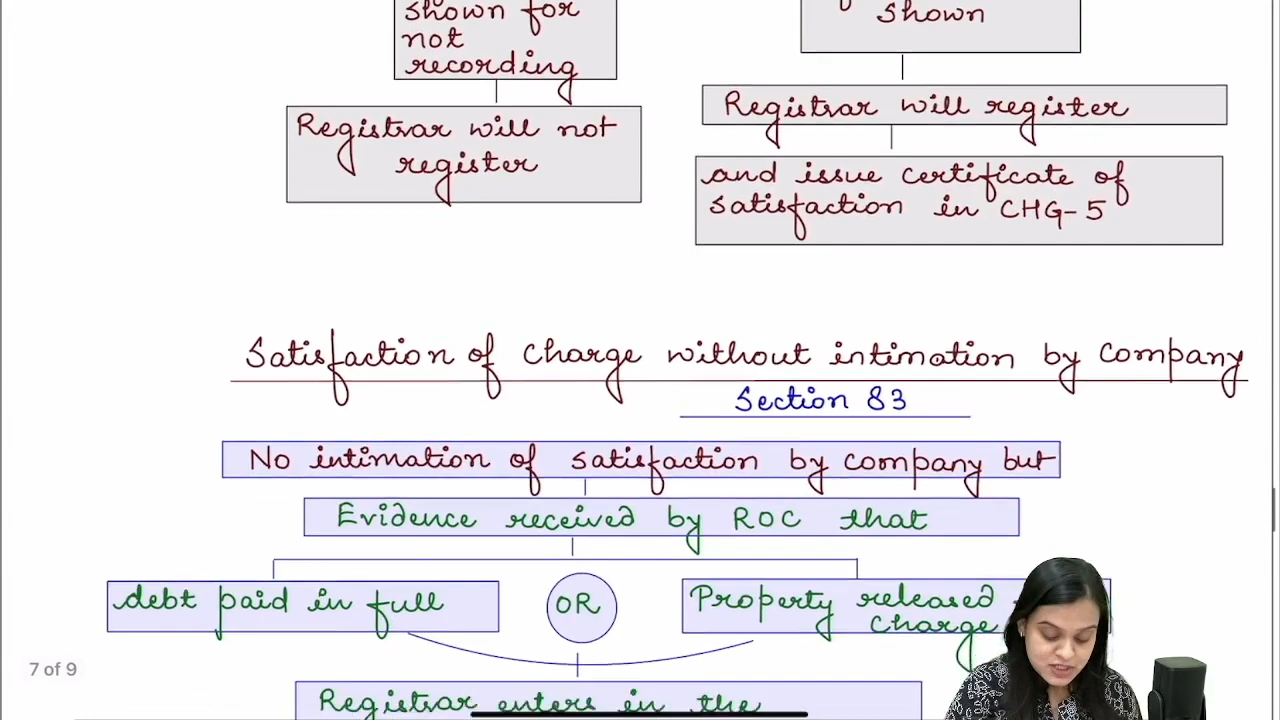 shown for
not
recording
shown
Registrar will not
register
Registrar will register
and issue certificate of
satisfaction in CHG-5
Satisfaction of charge without intimation by company
Section 83
No intimation of satisfaction by company but
Evidence received by ROC that
debt paid in full
OR
Property released
charge
7 of 9
Registrar enters in the